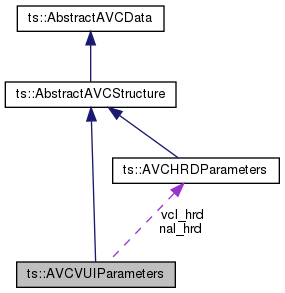 ts::AbstractAVCData
ts::AbstractAVCStructure
ts::AVCHRDParameters
vcl_hrd
nal_hrd
ts::AVCVUIParameters